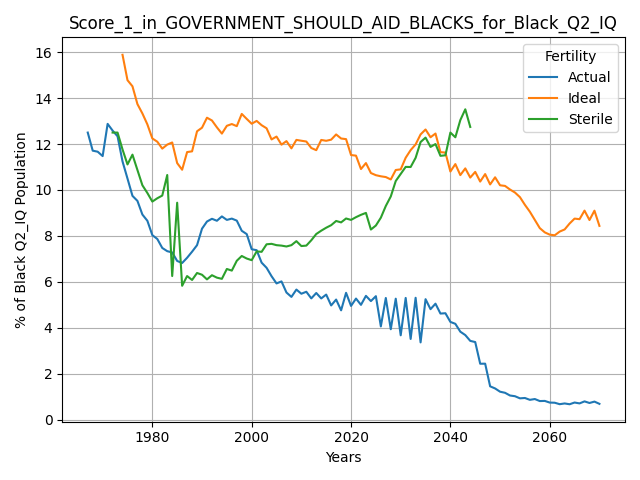 Score_1_in_GOVERNMENT_SHOULD_AID_BLACKS_for_Black_Q2_IQ
Fertility
Actual
Ideal
Sterile
% of Black Q2_IQ Population
16
14
12
10
8
6
4
2
0
1980 2000 2020 2040 2060
Years